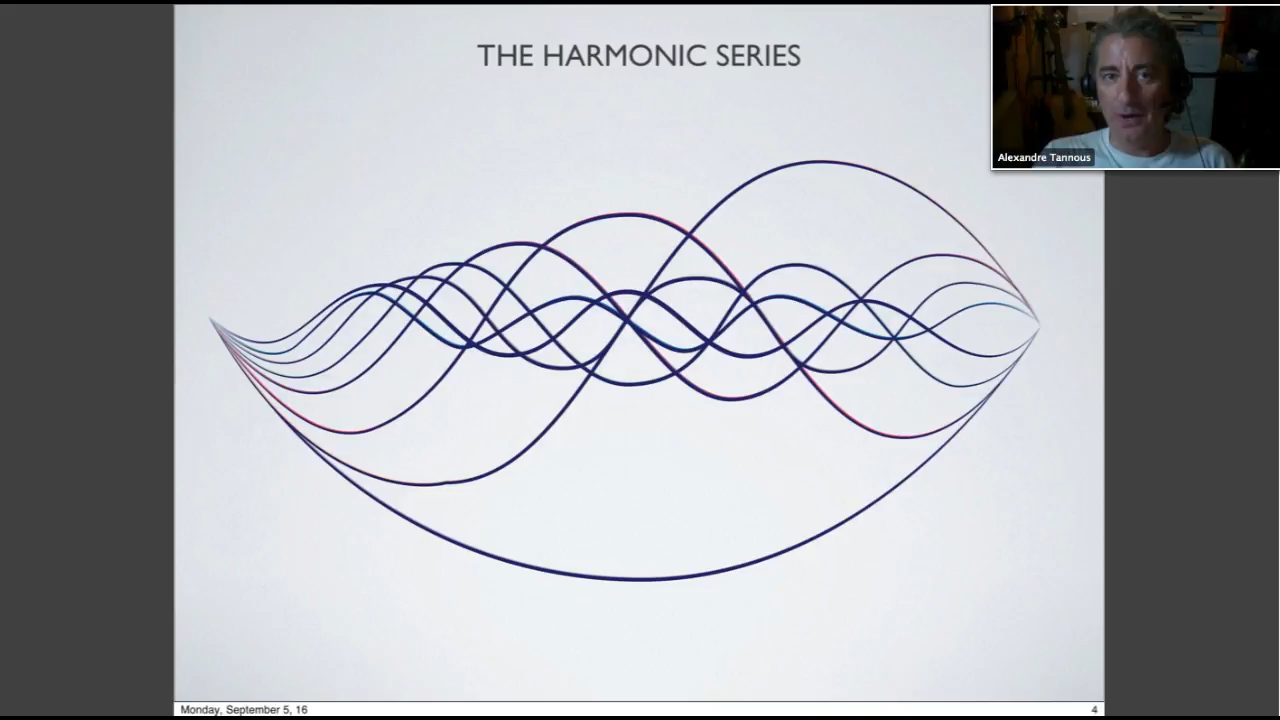 THE HARMONIC SERIES
Alexandre Tannous
Monday, September 5, 16
4